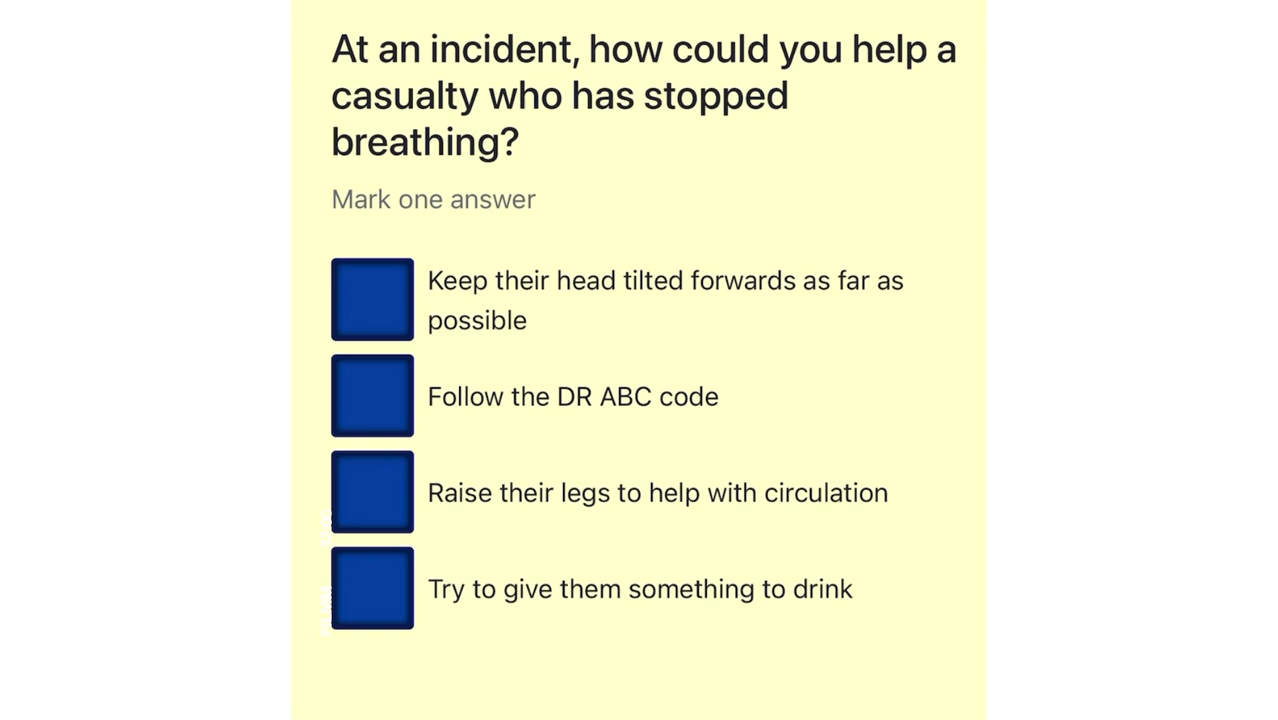 At an incident, how could you help a
casualty who has stopped
breathing?
Mark one answer
Keep their head tilted forwards as far as
possible
Follow the DR ABC code
Raise their legs to help with circulation
Try to give them something to drink